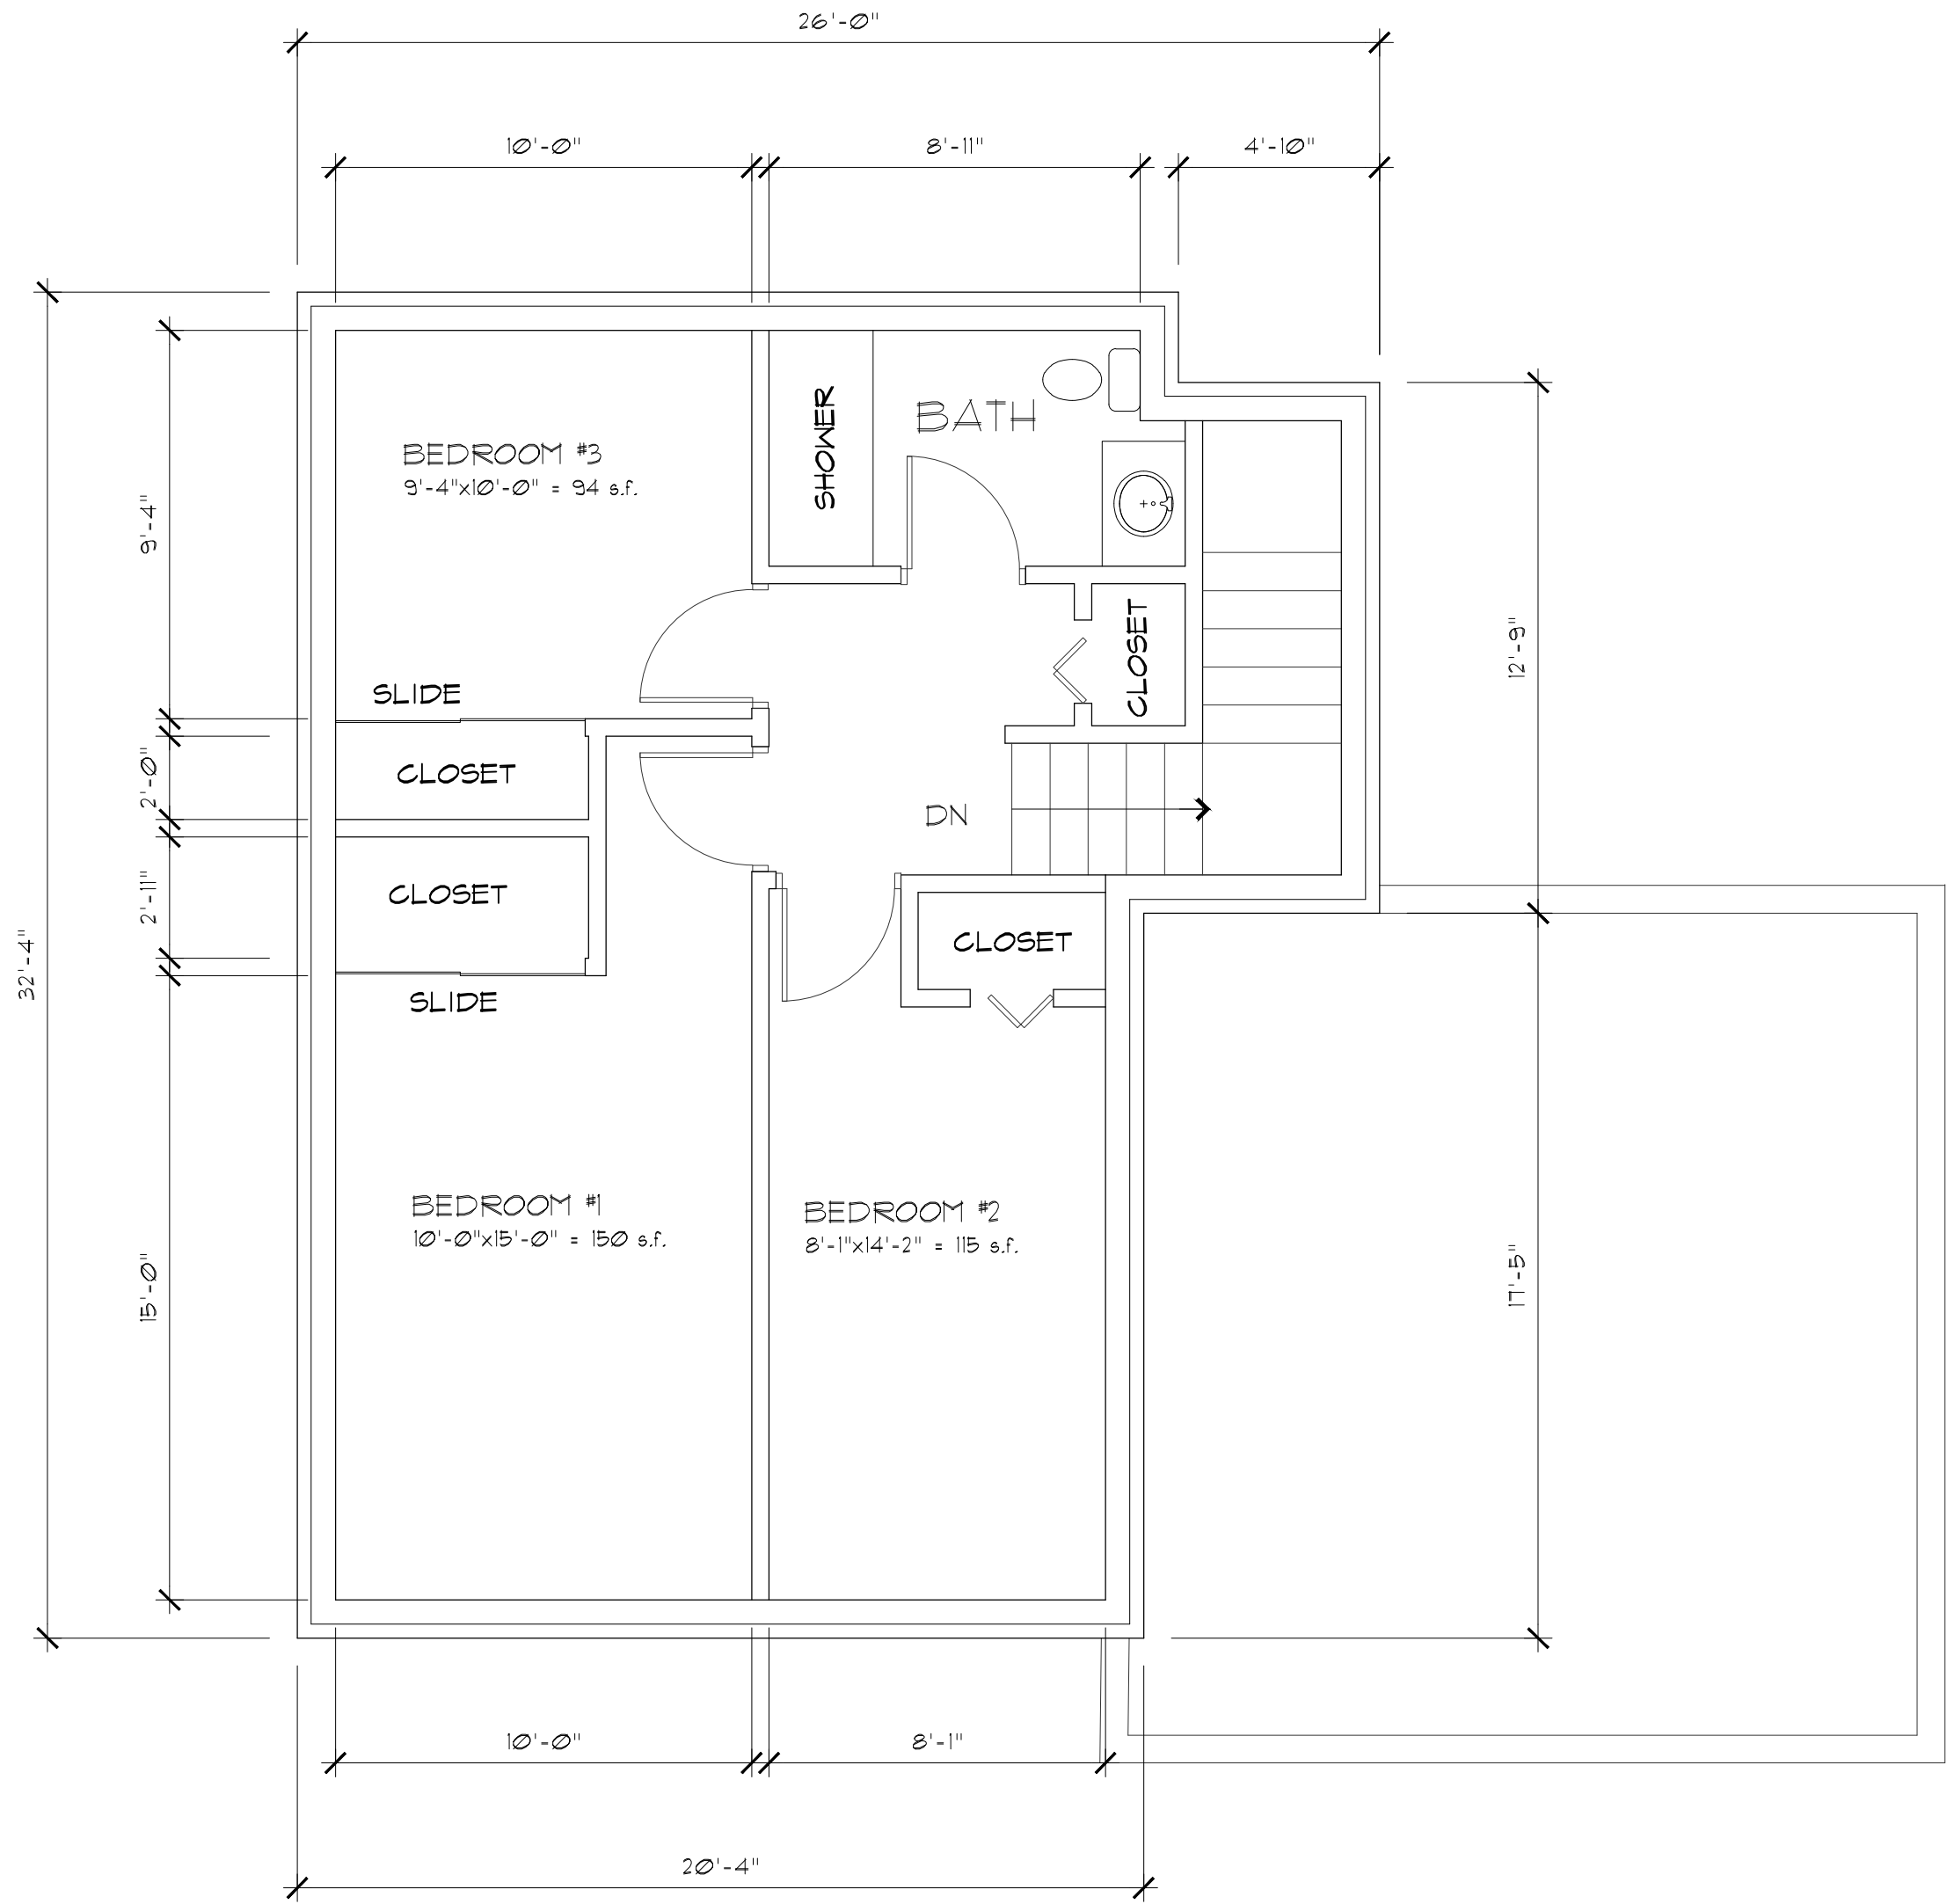 26'-0"
10'-0"
8'-11"
4'-10"
BATH
SHOWER
BEDROOM #3
9'-4"x10'-0" = 94 s.f.
9'-4"
12'-9"
CLOSET
SLIDE
CLOSET
2'-0"
DN
CLOSET
2'-11"
CLOSET
32'-4"
SLIDE
BEDROOM #1
10'-0"x15'-0" = 150 s.f.
BEDROOM #2
8'-1"x14'-2" = 115 s.f.
15'-0"
17'-5"
10'-0"
8'-1"
20'-4"